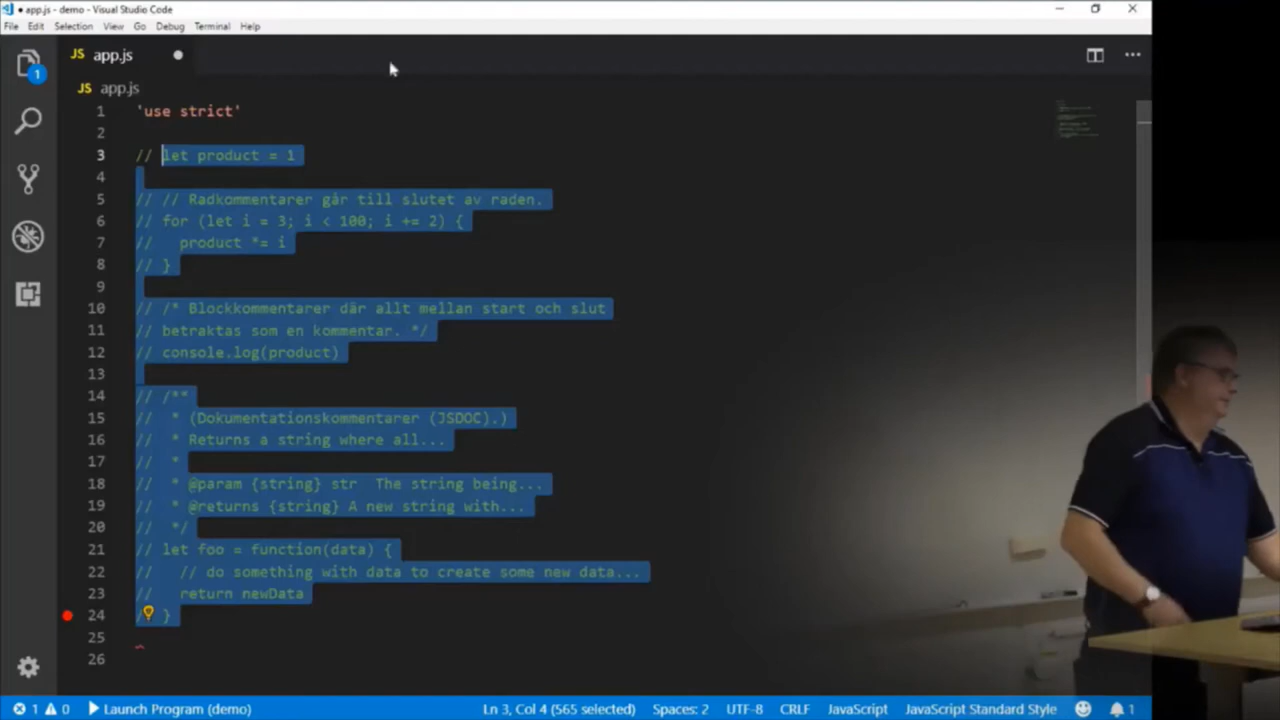 ● app.js - demo - Visual Studio Code
File Edit Selection View Go Debug Terminal Help
JS app.js ●
1
JS app.js
1 'use strict'
2
3 // let product = 1
4
5 // // Radkommentarer går till slutet av raden.
6 // for (let i = 3; i < 100; i += 2) {
7 //   product *= i
8 // }
9
10 // /* Blockkommentarer där allt mellan start och slut
11 // betraktas som en kommentar. */
12 // console.log(product)
13
14 // /**
15 //  * (Dokumentationskommentarer (JSDOC).)
16 //  * Returns a string where all...
17 //  *
18 //  * @param {string} str  The string being...
19 //  * @returns {string} A new string with...
20 //  */
21 // let foo = function(data) {
22 //   // do something with data to create some new data...
23 //   return newData
24 // }
25
26
1 0 Launch Program (demo) Ln 3, Col 4 (565 selected) Spaces: 2 UTF-8 CRLF JavaScript JavaScript Standard Style 1